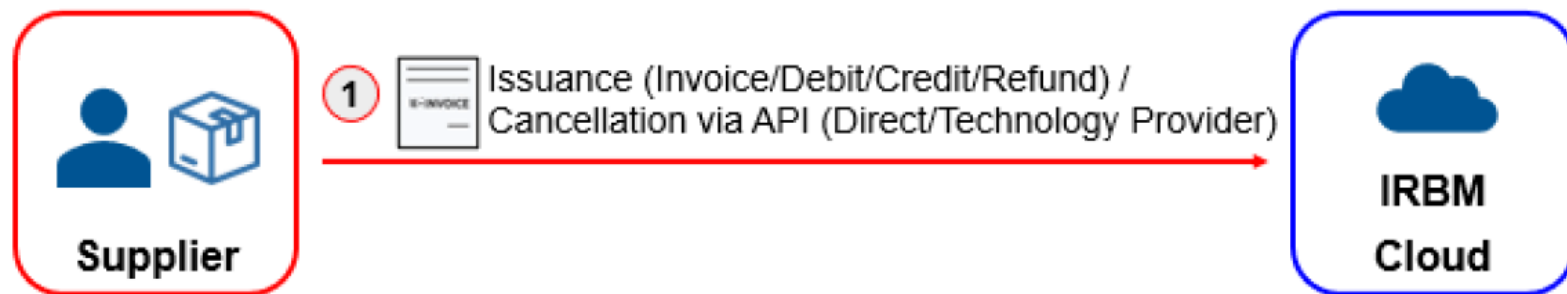 1
E-INVOICE
Issuance (Invoice/Debit/Credit/Refund) /
Cancellation via API (Direct/Technology Provider)
Supplier
IRBM
Cloud